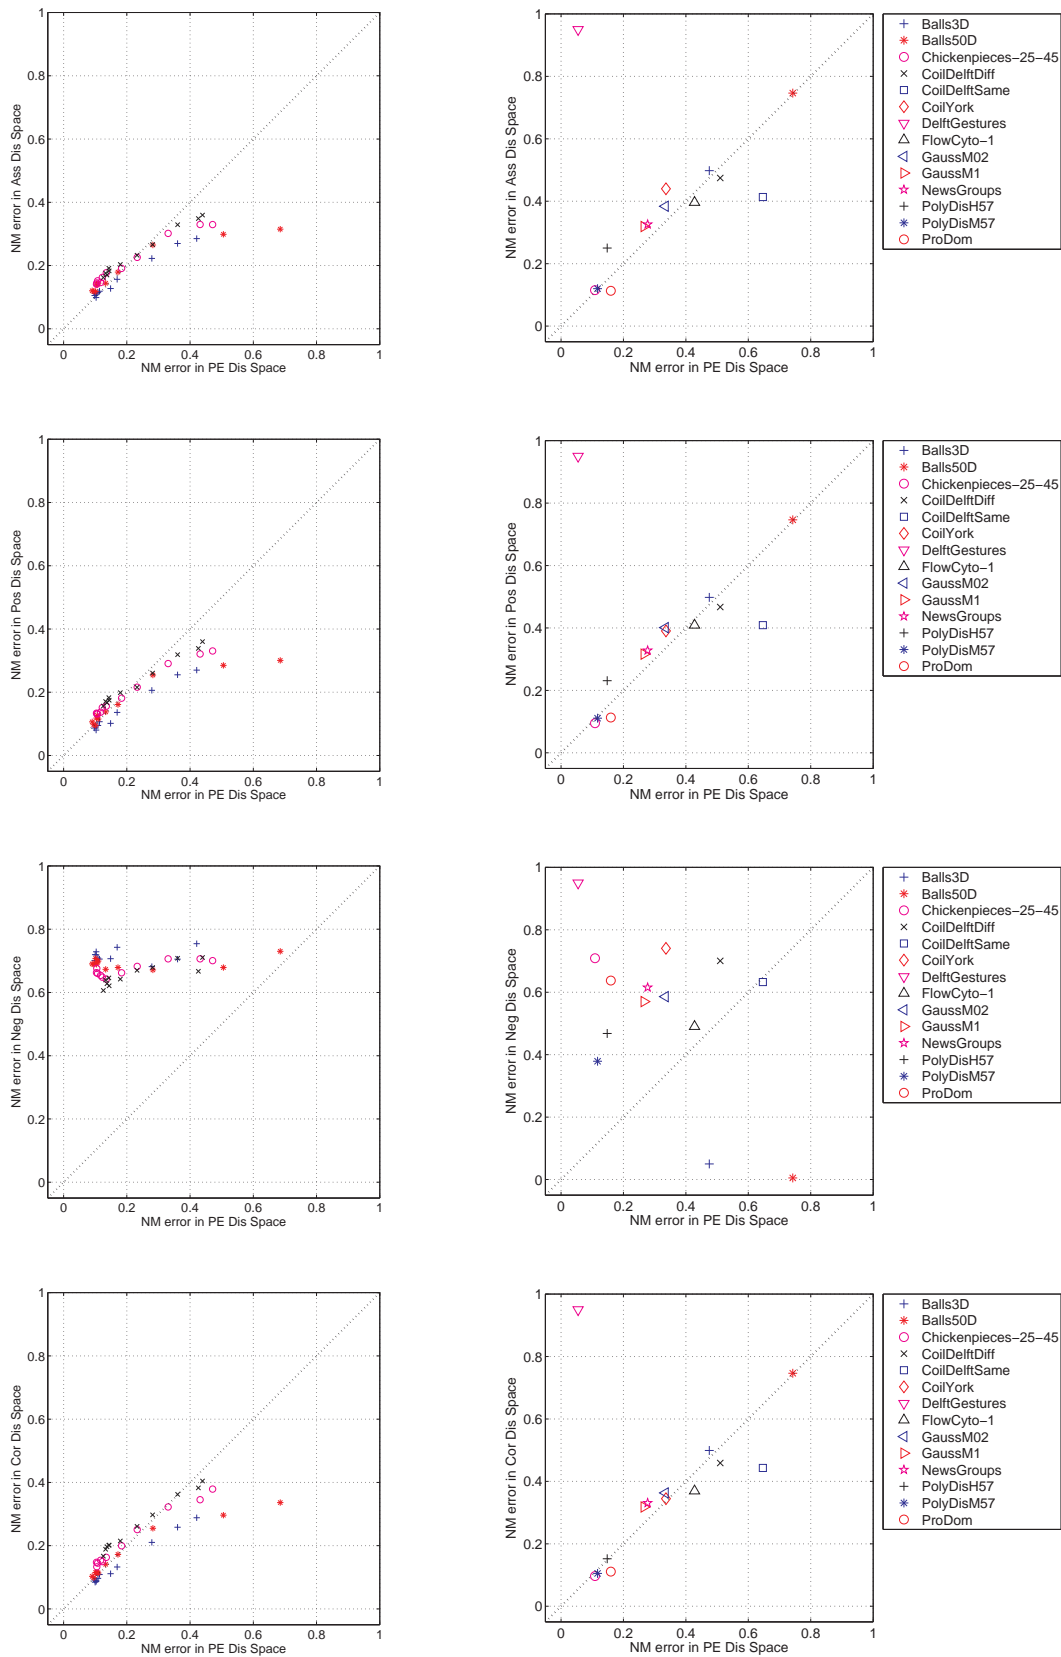 1
0.8
0.6
0.4
0.2
0
NM error in Ass Dis Space
0 0.2 0.4 0.6 0.8 1
NM error in PE Dis Space
1
0.8
0.6
0.4
0.2
0
NM error in Ass Dis Space
0 0.2 0.4 0.6 0.8 1
NM error in PE Dis Space
Balls3D
Balls50D
Chickenpieces-25-45
CoilDelftDiff
CoilDelftSame
CoilYork
DelftGestures
FlowCyto-1
GaussM02
GaussM1
NewsGroups
PolyDisH57
PolyDisM57
ProDom
1
0.8
0.6
0.4
0.2
0
NM error in Pos Dis Space
0 0.2 0.4 0.6 0.8 1
NM error in PE Dis Space
1
0.8
0.6
0.4
0.2
0
NM error in Pos Dis Space
0 0.2 0.4 0.6 0.8 1
NM error in PE Dis Space
Balls3D
Balls50D
Chickenpieces-25-45
CoilDelftDiff
CoilDelftSame
CoilYork
DelftGestures
FlowCyto-1
GaussM02
GaussM1
NewsGroups
PolyDisH57
PolyDisM57
ProDom
1
0.8
0.6
0.4
0.2
0
NM error in Neg Dis Space
0 0.2 0.4 0.6 0.8 1
NM error in PE Dis Space
1
0.8
0.6
0.4
0.2
0
NM error in Neg Dis Space
0 0.2 0.4 0.6 0.8 1
NM error in PE Dis Space
Balls3D
Balls50D
Chickenpieces-25-45
CoilDelftDiff
CoilDelftSame
CoilYork
DelftGestures
FlowCyto-1
GaussM02
GaussM1
NewsGroups
PolyDisH57
PolyDisM57
ProDom
1
0.8
0.6
0.4
0.2
0
NM error in Cor Dis Space
0 0.2 0.4 0.6 0.8 1
NM error in PE Dis Space
1
0.8
0.6
0.4
0.2
0
NM error in Cor Dis Space
0 0.2 0.4 0.6 0.8 1
NM error in PE Dis Space
Balls3D
Balls50D
Chickenpieces-25-45
CoilDelftDiff
CoilDelftSame
CoilYork
DelftGestures
FlowCyto-1
GaussM02
GaussM1
NewsGroups
PolyDisH57
PolyDisM57
ProDom